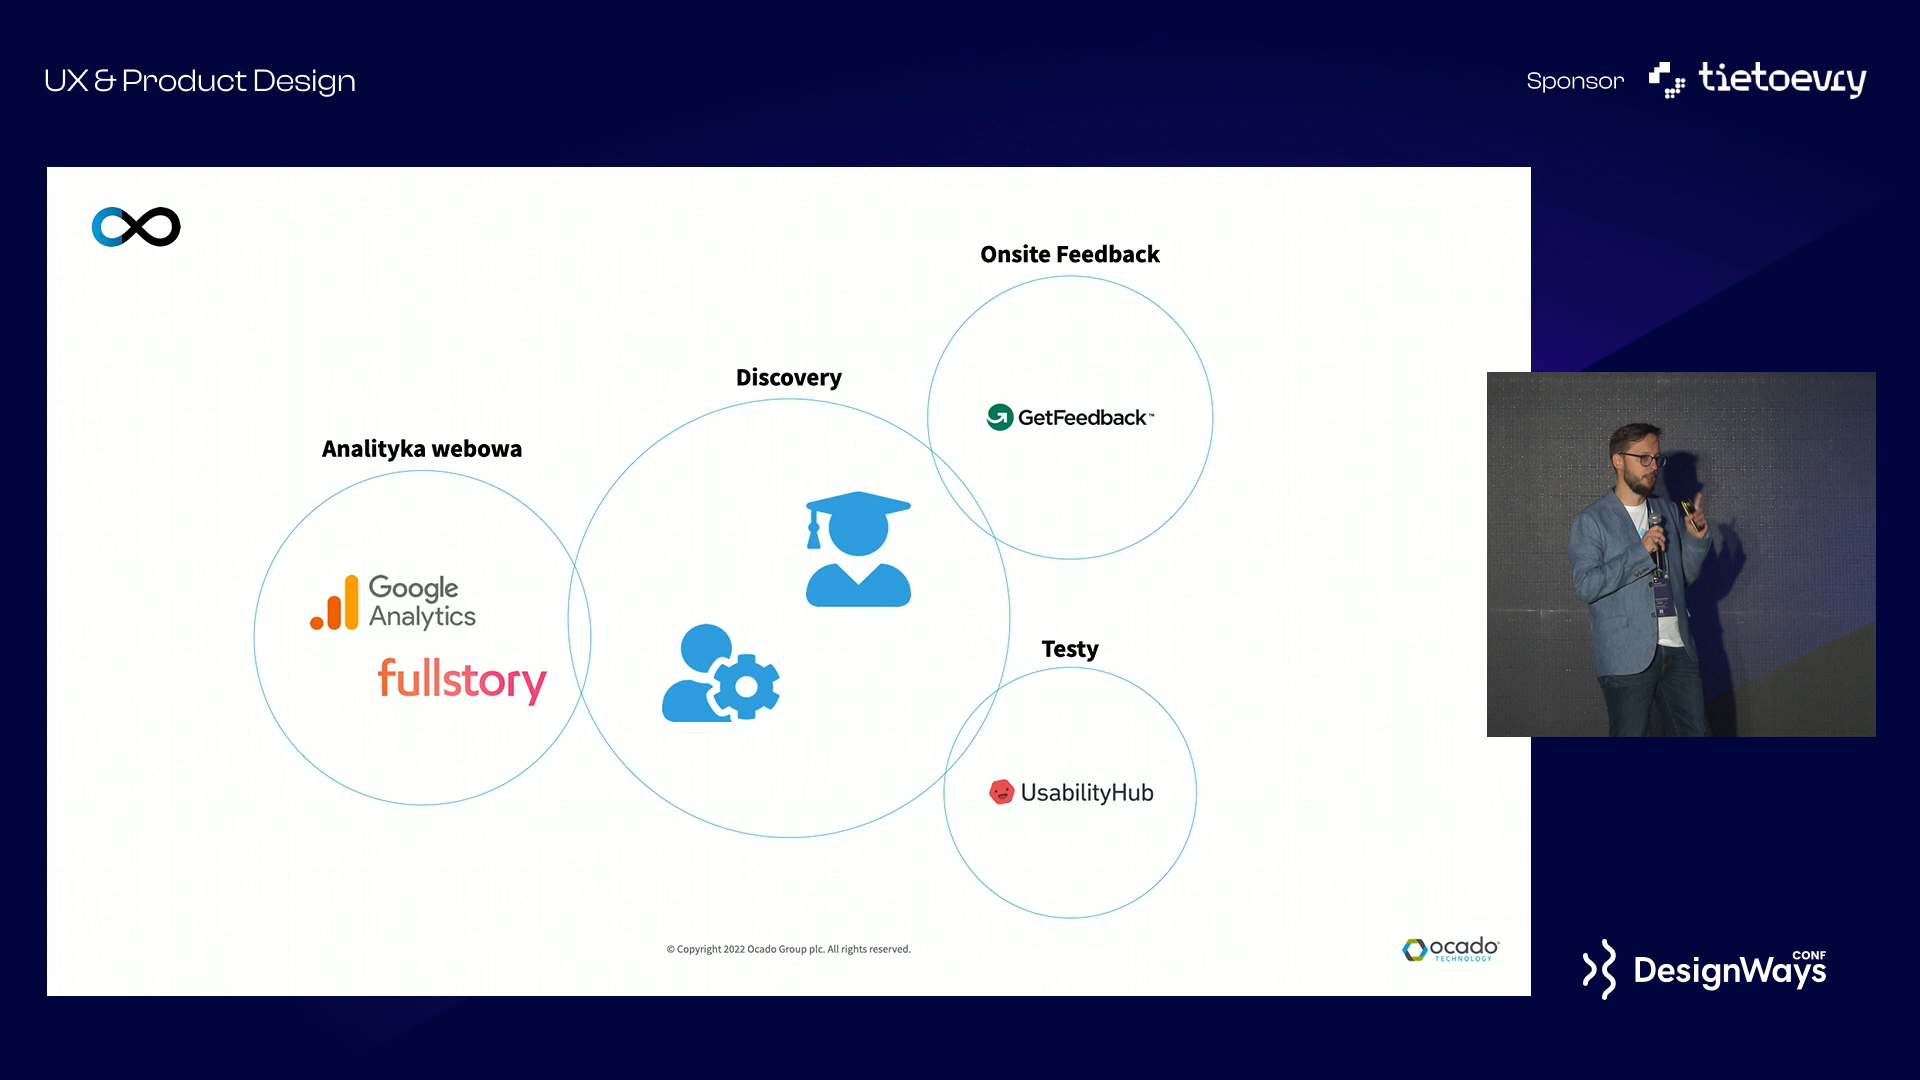 UX & Product Design
Sponsor tietoevry
Onsite Feedback
GetFeedback™
Discovery
Analityka webowa
Google
Analytics
fullstory
Testy
UsabilityHub
© Copyright 2022 Ocado Group plc. All rights reserved.
ocado
TECHNOLOGY
DesignWays CONF